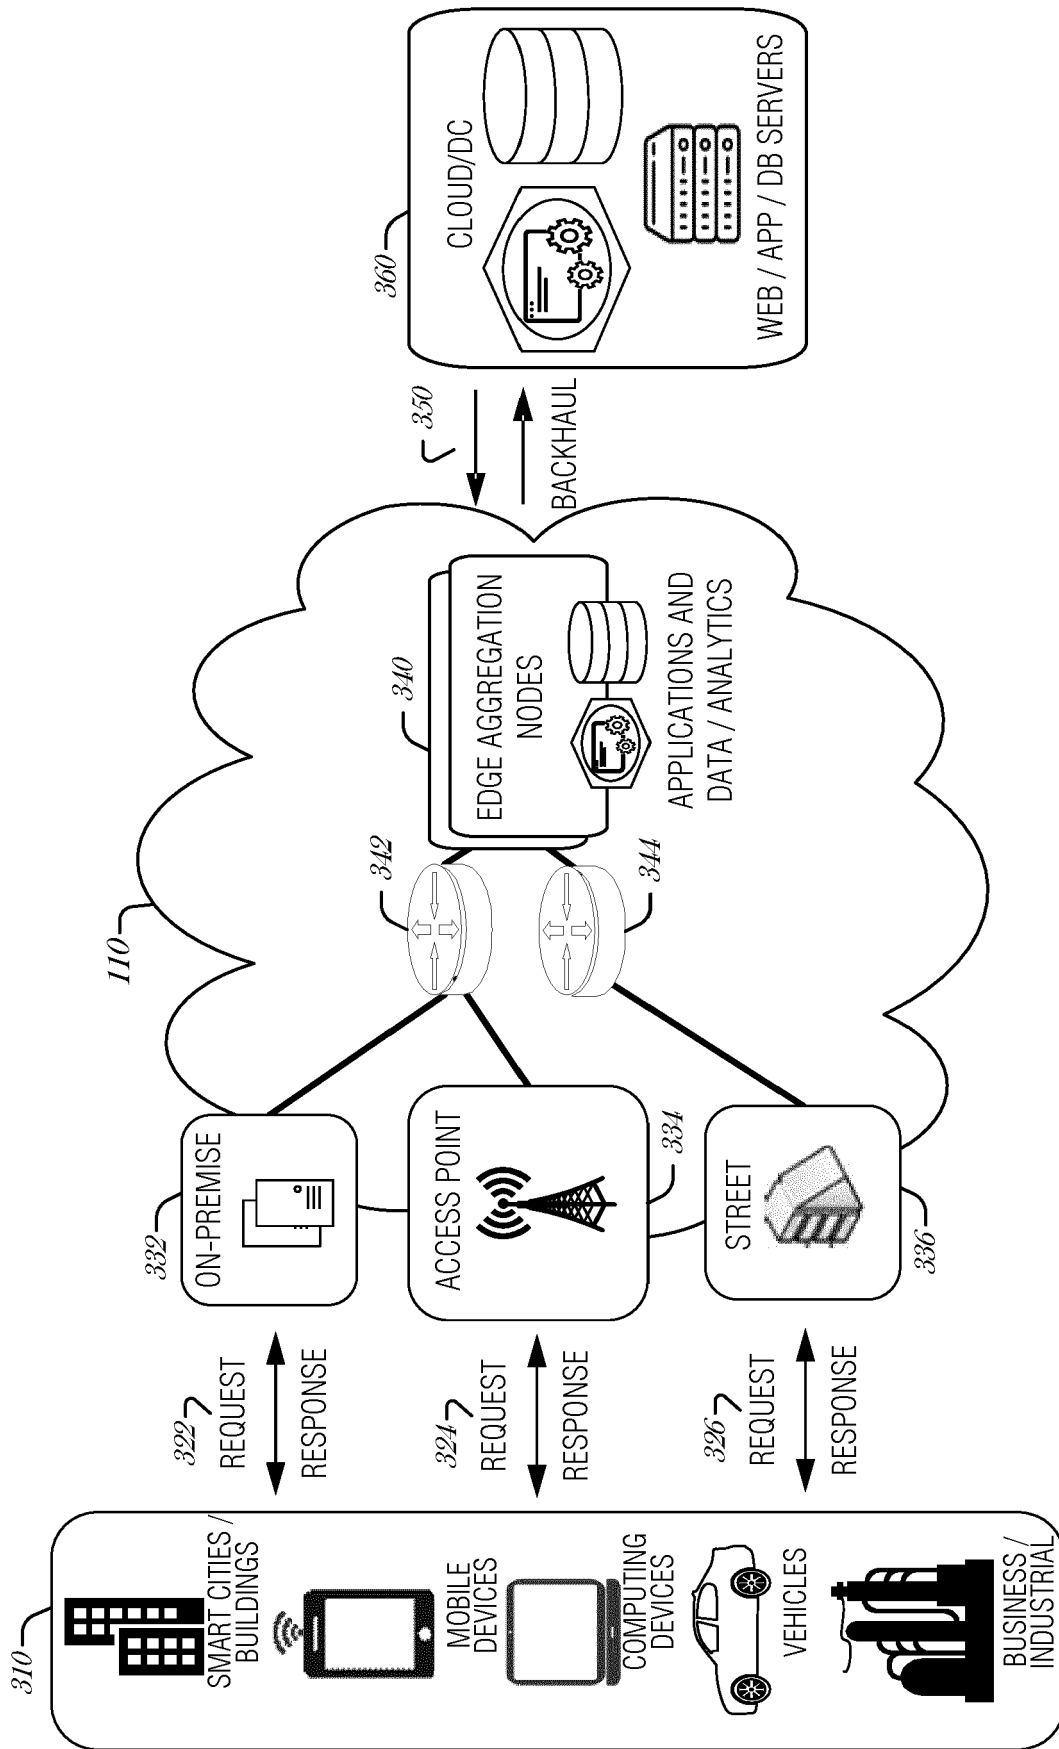 310
SMART CITIES /
BUILDINGS
MOBILE
DEVICES
COMPUTING
DEVICES
VEHICLES
BUSINESS /
INDUSTRIAL
322
REQUEST
RESPONSE
324
REQUEST
RESPONSE
326
REQUEST
RESPONSE
332
ON-PREMISE
ACCESS POINT
334
STREET
336
110
342
344
340
EDGE AGGREGATION
NODES
APPLICATIONS AND
DATA / ANALYTICS
350
BACKHAUL
360
CLOUD/DC
WEB / APP / DB SERVERS